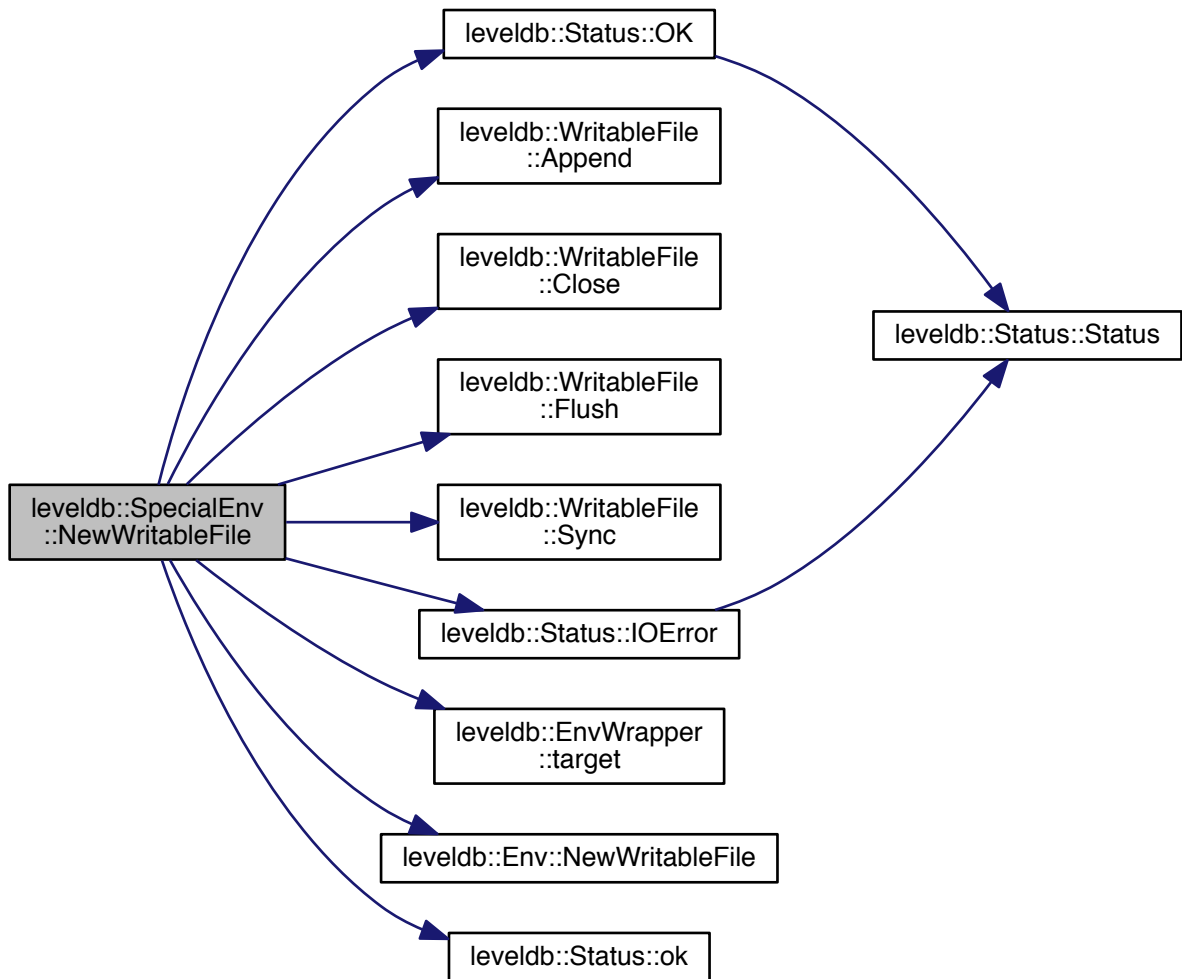 leveldb::Status::OK
leveldb::WritableFile
::Append
leveldb::WritableFile
::Close
leveldb::Status::Status
leveldb::WritableFile
::Flush
leveldb::SpecialEnv
::NewWritableFile
leveldb::WritableFile
::Sync
leveldb::Status::IOError
leveldb::EnvWrapper
::target
leveldb::Env::NewWritableFile
leveldb::Status::ok